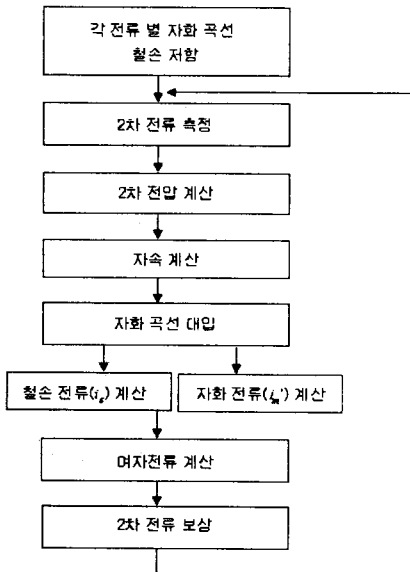 각 전류 별 자화 곡선
철손 저항
2차 전류 측정
2차 전압 계산
자속 계산
자화 곡선 대입
철손 전류(i_c) 계산
자화 전류(i_m') 계산
여자전류 계산
2차 전류 보상